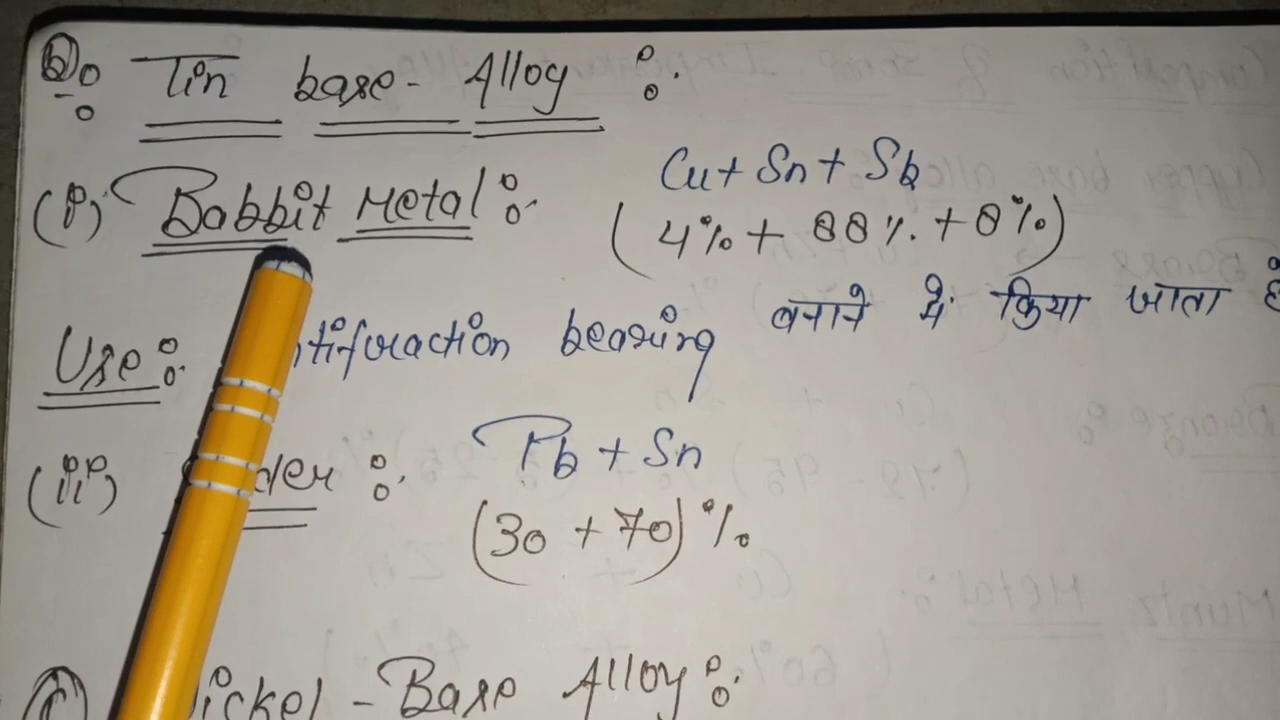 (b): Tin base-Alloy :
(i) Babbit Metal : Cu + Sn + Sb
(4% + 88% + 8%)
Use : ntifriction bearing बनाने में किया जाता है
(ii) der : Pb + Sn
(30 + 70) %
(c) ickel - Base Alloy :